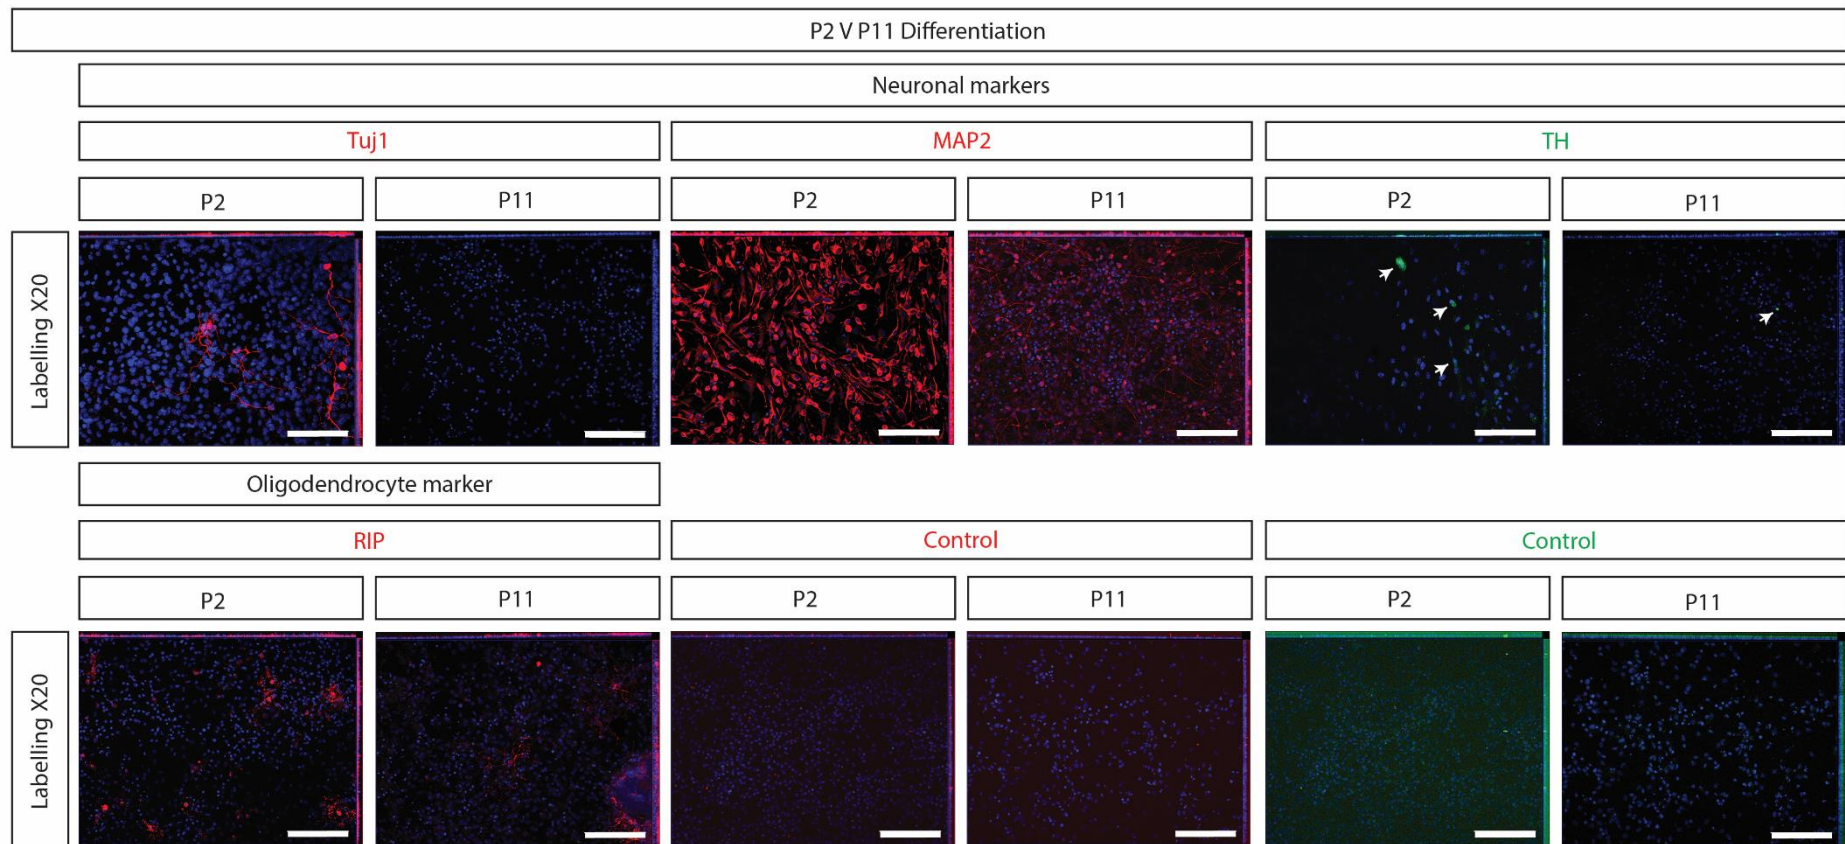 P2 V P11 Differentiation
Neuronal markers
Tuj1
MAP2
TH
P2
P11
P2
P11
P2
P11
Labelling X20
Oligodendrocyte marker
RIP
Control
Control
P2
P11
P2
P11
P2
P11
Labelling X20